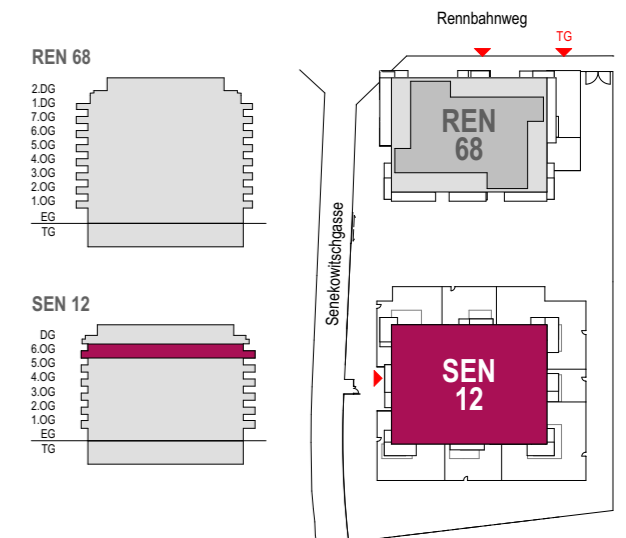 Rennbahnweg
TG
REN 68
2.DG
1.DG
7.OG
6.OG
5.OG
4.OG
3.OG
2.OG
1.OG
EG
TG
REN
68
Senekowitschgasse
SEN 12
DG
6.OG
5.OG
4.OG
3.OG
2.OG
1.OG
EG
TG
SEN
12